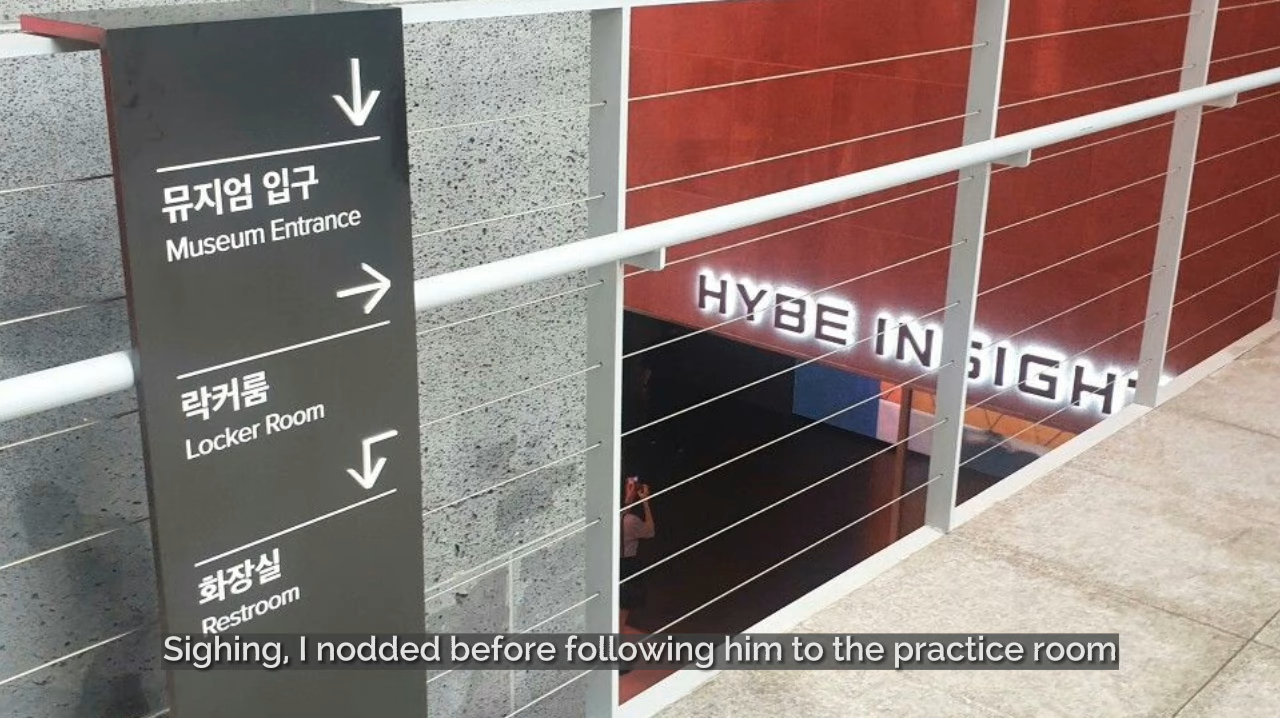 뮤지엄 입구
Museum Entrance
락커룸
Locker Room
화장실
Restroom
HYBE INSIGHT
Sighing, I nodded before following him to the practice room